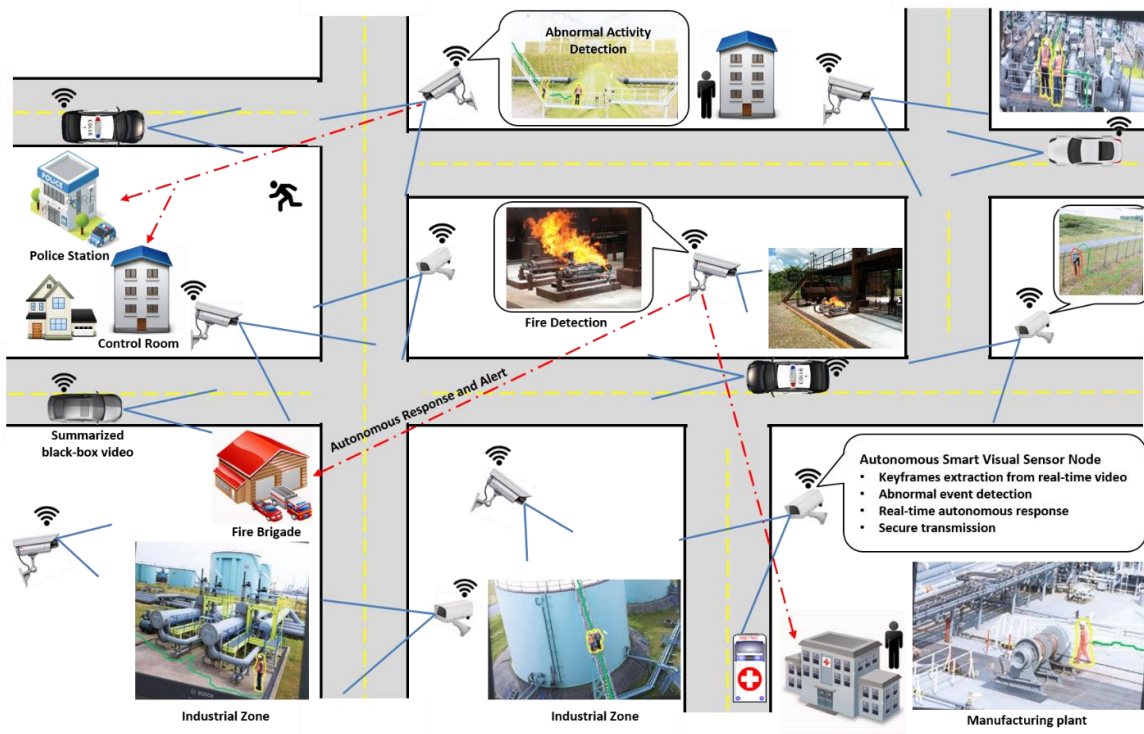 Abnormal Activity
Detection
POLICE
Police Station
Control Room
Fire Detection
Autonomous Response and Alert
Summarized
black-box video
Fire Brigade
Autonomous Smart Visual Sensor Node
• Keyframes extraction from real-time video
• Abnormal event detection
• Real-time autonomous response
• Secure transmission
BOSCH
Industrial Zone
Industrial Zone
Manufacturing plant